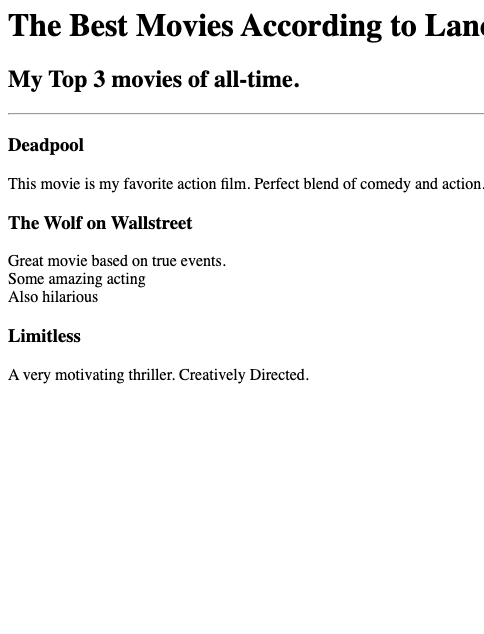 The Best Movies According to
My Top 3 movies of all-time.
Deadpool
This movie is my favorite action film. Perfect blend of comedy and action.
The Wolf on Wallstreet
Great movie based on true events.
Some amazing acting
Also hilarious
Limitless
A very motivating thriller. Creatively Directed.